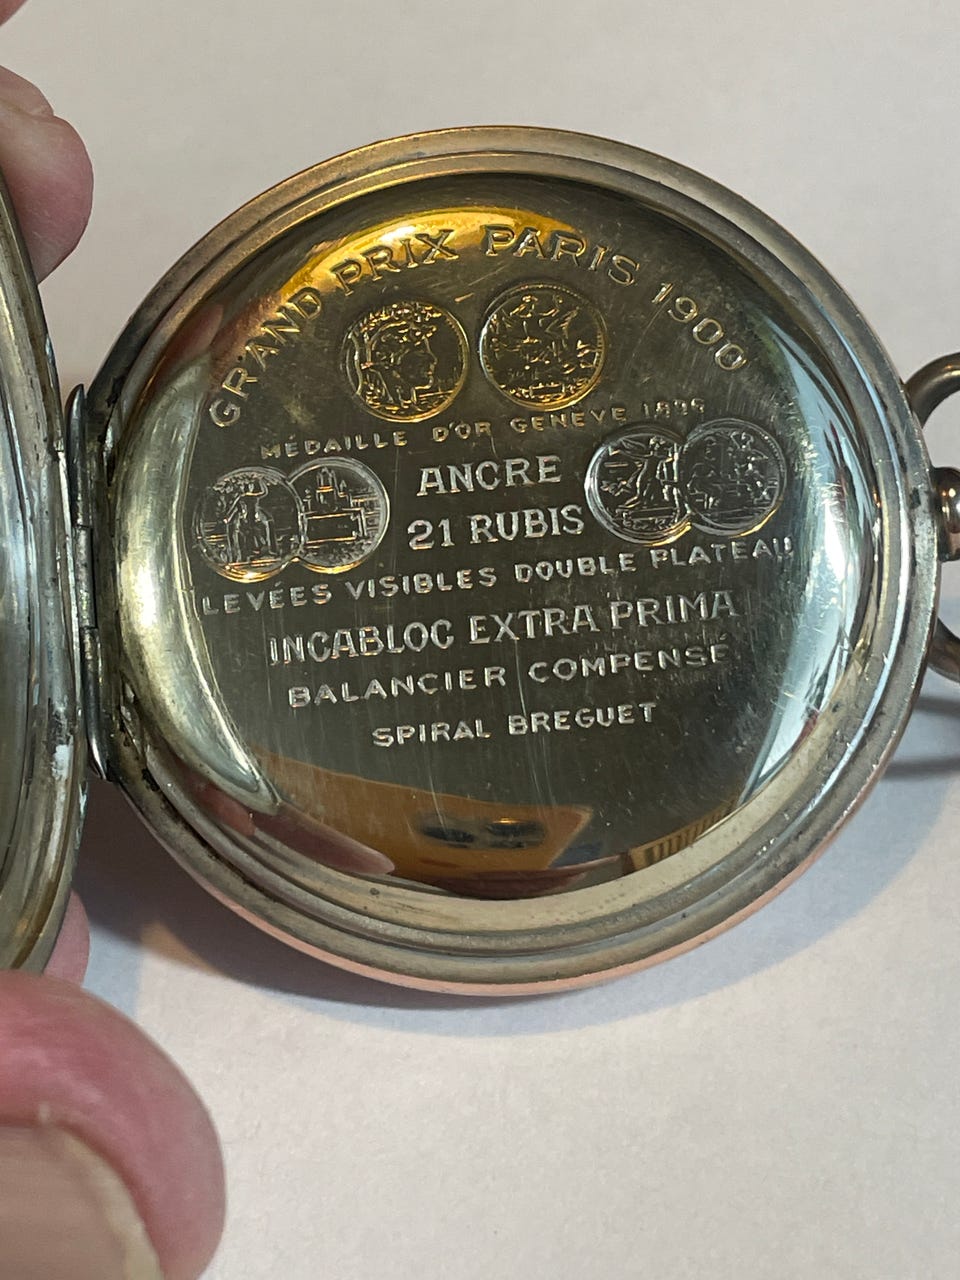 GRAND PRIX PARIS 1900
MÉDAILLE D'OR GENEVE 1896
ANCRE
21 RUBIS
LEVÉES VISIBLES DOUBLE PLATEAU
INCABLOC EXTRA PRIMA
BALANCIER COMPENSÉ
SPIRAL BREGUET